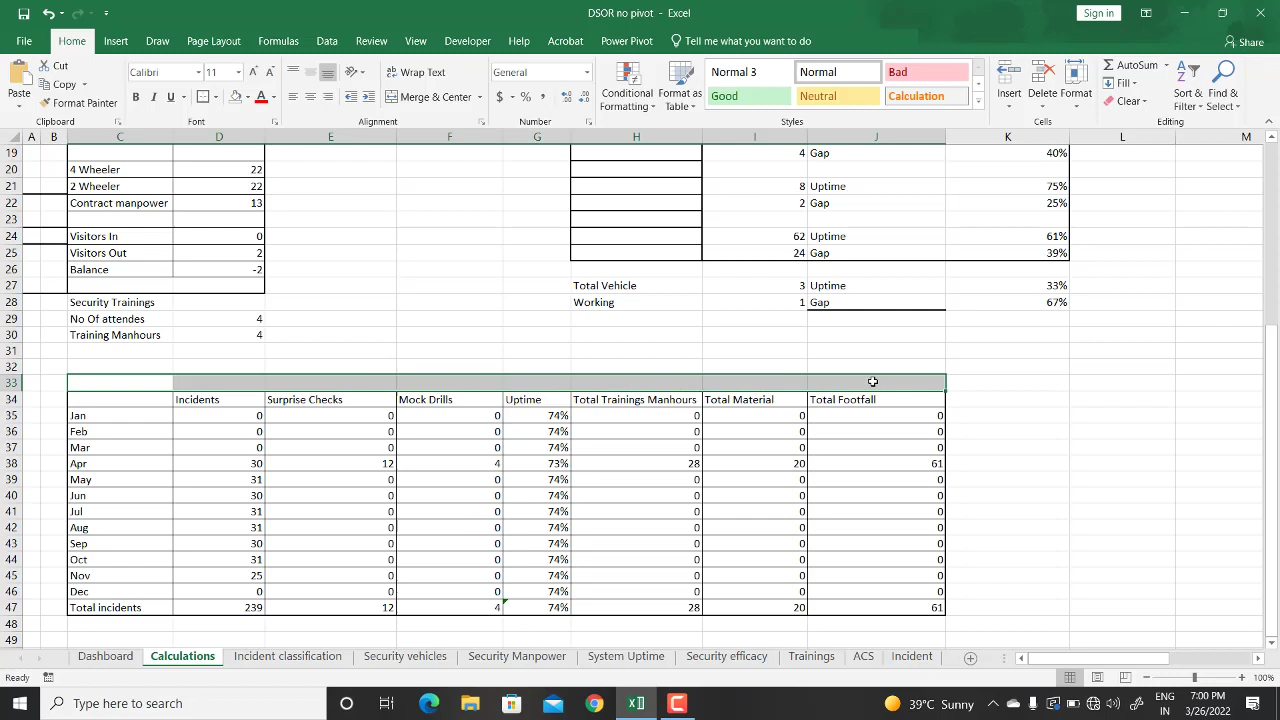 DSOR no pivot - Excel
Sign in
File Home Insert Draw Page Layout Formulas Data Review View Developer Help Acrobat Power Pivot Tell me what you want to do Share
Cut
Copy
Format Painter
Paste
Clipboard
Calibri 11
B I U
Font
Wrap Text
Merge & Center
Alignment
General
$ % ,
Number
Conditional Formatting
Format as Table
Normal 3 Normal Bad
Good Neutral Calculation
Styles
Insert Delete Format
Cells
AutoSum
Fill
Clear
Sort & Filter
Find & Select
Editing
A B C D E F G H I J K L M
19 4 Gap 40%
20 4 Wheeler 22
21 2 Wheeler 22 8 Uptime 75%
22 Contract manpower 13 2 Gap 25%
23
24 Visitors In 0 62 Uptime 61%
25 Visitors Out 2 24 Gap 39%
26 Balance -2
27 Total Vehicle 3 Uptime 33%
28 Security Trainings Working 1 Gap 67%
29 No Of attendes 4
30 Training Manhours 4
31
32
33
34 Incidents Surprise Checks Mock Drills Uptime Total Trainings Manhours Total Material Total Footfall
35 Jan 0 0 0 74% 0 0 0
36 Feb 0 0 0 74% 0 0 0
37 Mar 0 0 0 74% 0 0 0
38 Apr 30 12 4 73% 28 20 61
39 May 31 0 0 74% 0 0 0
40 Jun 30 0 0 74% 0 0 0
41 Jul 31 0 0 74% 0 0 0
42 Aug 31 0 0 74% 0 0 0
43 Sep 30 0 0 74% 0 0 0
44 Oct 31 0 0 74% 0 0 0
45 Nov 25 0 0 74% 0 0 0
46 Dec 0 0 0 74% 0 0 0
47 Total incidents 239 12 4 74% 28 20 61
48
49
Dashboard Calculations Incident classification Security vehicles Security Manpower System Uptime Security efficacy Trainings ACS Incident
Ready 100%
Type here to search
39°C Sunny
ENG
IN
7:00 PM
3/26/2022